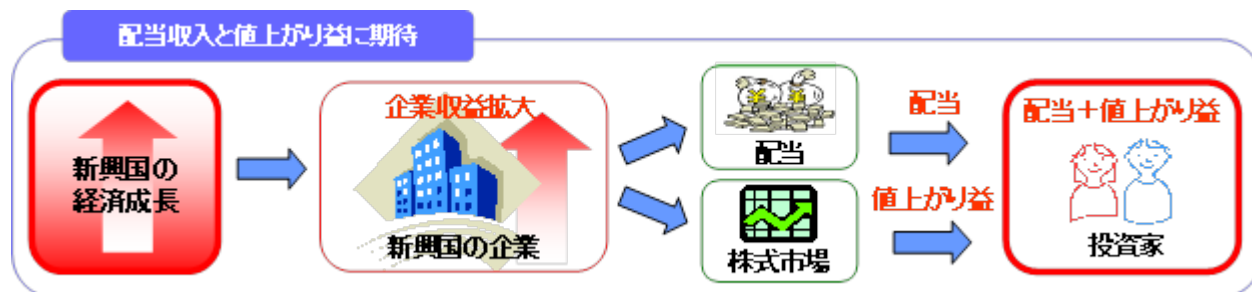 配当収入と値上がり益に期待
新興国の
経済成長
企業収益拡大
新興国の企業
配当
株式市場
配当
値上がり益
配当＋値上がり益
投資家